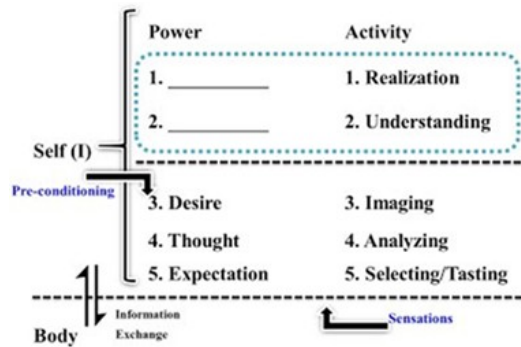 Power Activity
1. __________ 1. Realization
2. __________ 2. Understanding
Self (I)
Pre-conditioning
3. Desire 3. Imaging
4. Thought 4. Analyzing
5. Expectation 5. Selecting/Tasting
Information
Exchange
Sensations
Body